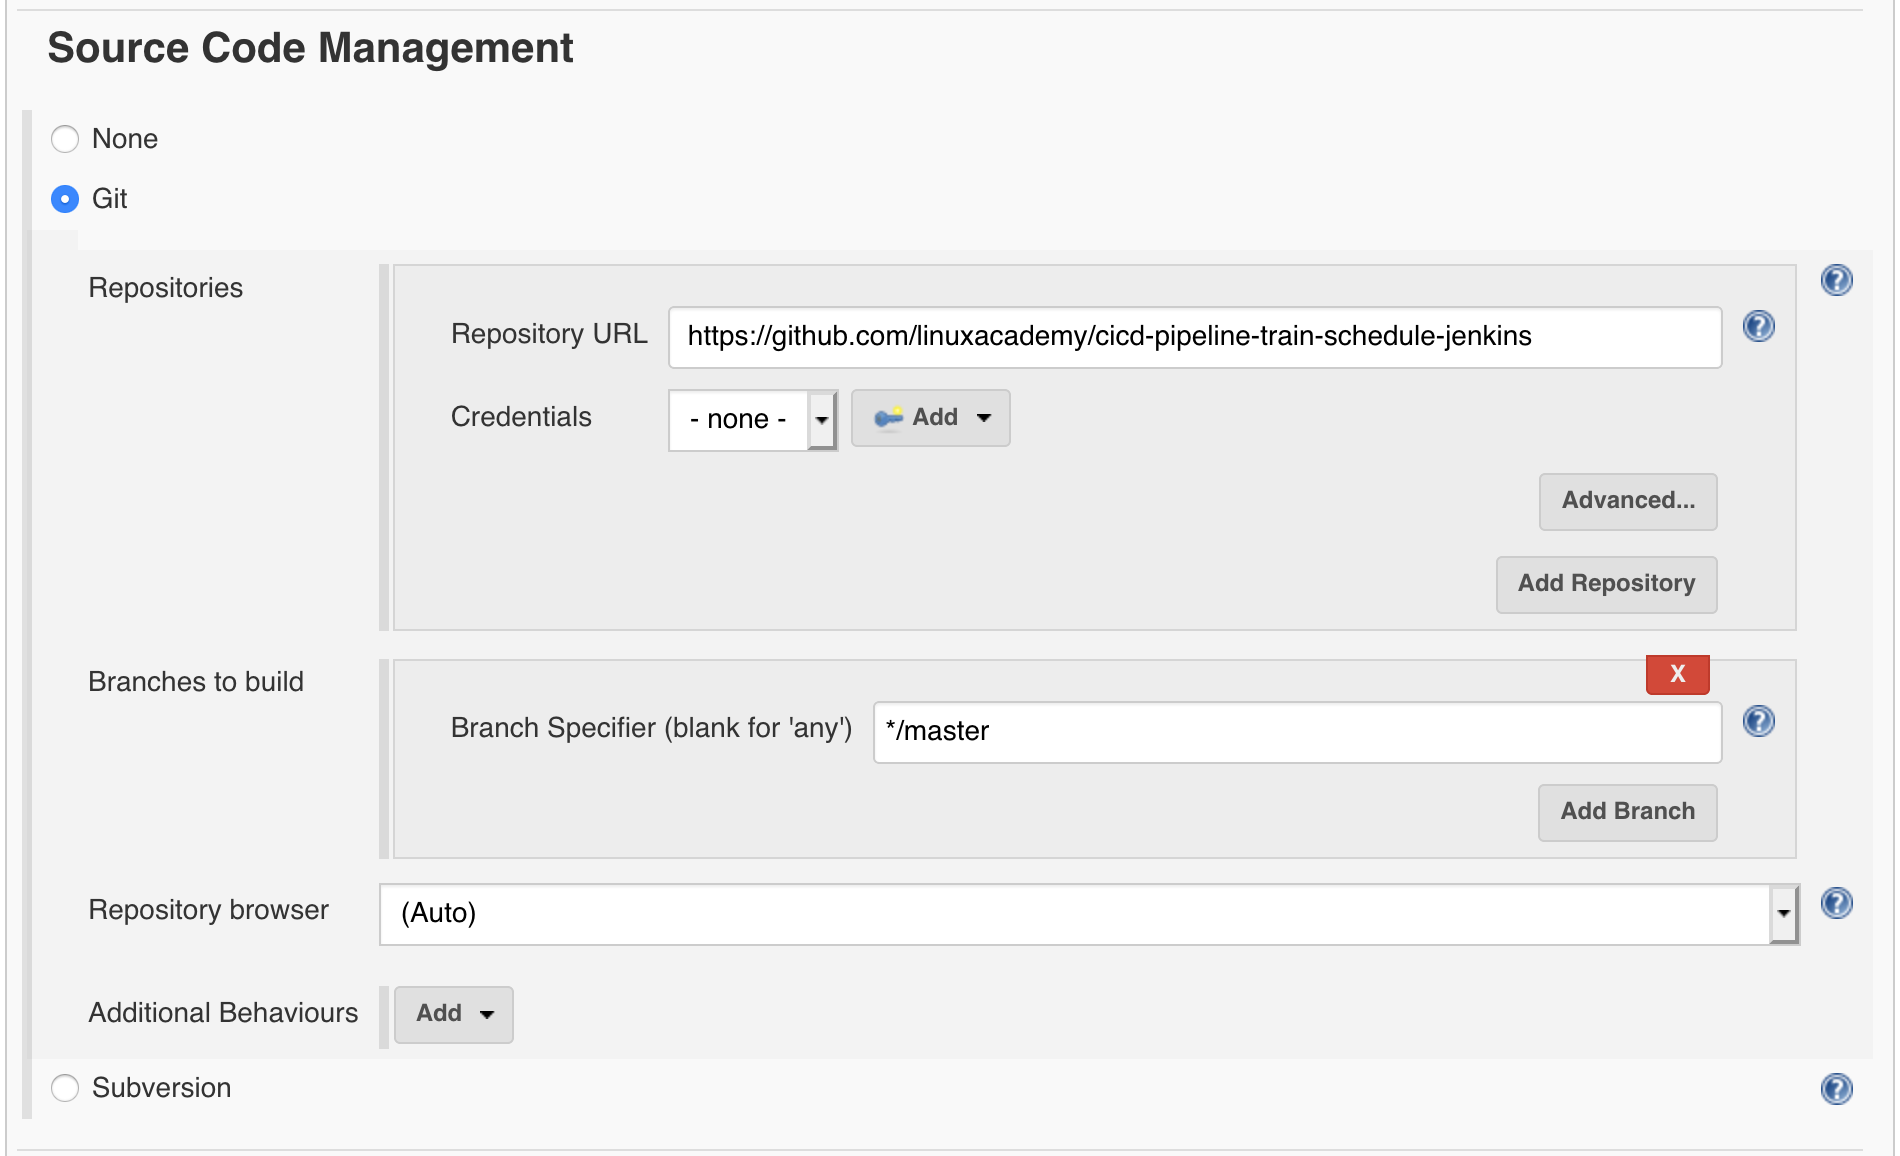 Source Code Management
None
Git
Repositories
Repository URL https://github.com/linuxacademy/cicd-pipeline-train-schedule-jenkins
Credentials - none - Add
Advanced...
Add Repository
Branches to build
X
Branch Specifier (blank for 'any') */master
Add Branch
Repository browser (Auto)
Additional Behaviours Add
Subversion